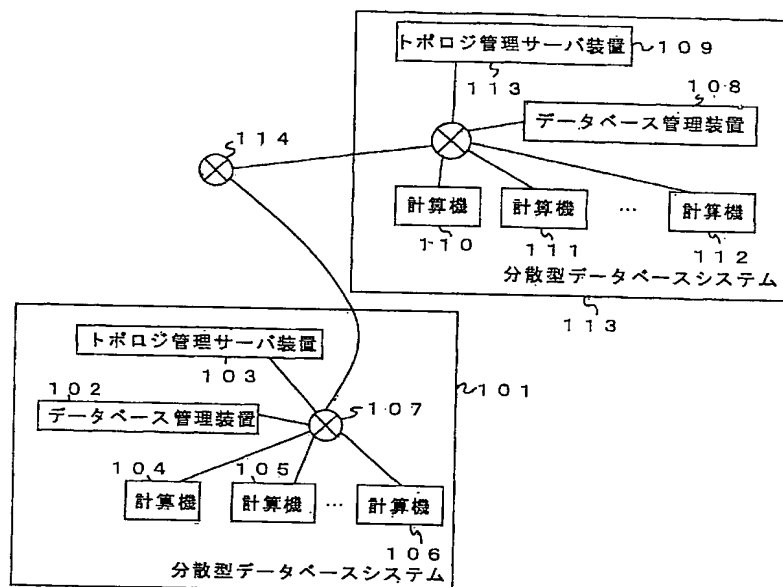 トポロジ管理サーバ装置 109
113
108
データベース管理装置
114
計算機 計算機 … 計算機
110 111 112
分散型データベースシステム
113
トポロジ管理サーバ装置
103
101
102
データベース管理装置
107
104 105
計算機 計算機 … 計算機
106
分散型データベースシステム